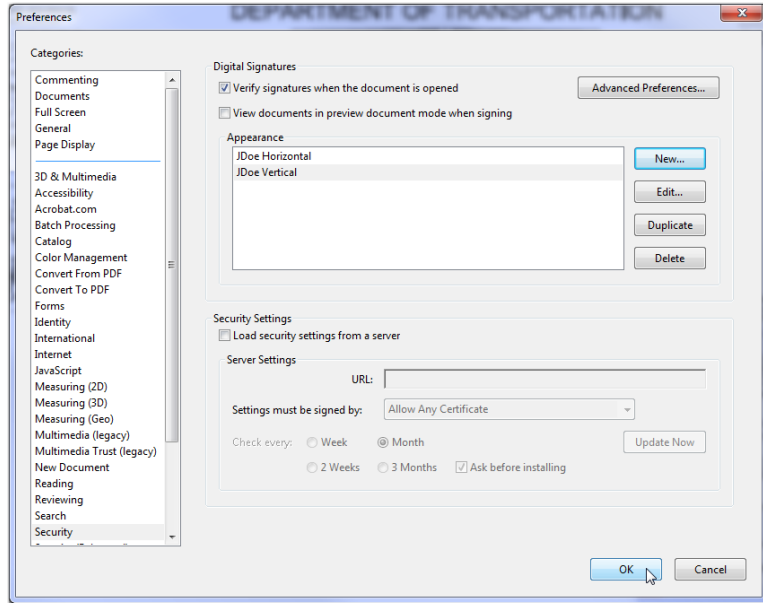 DEPARTMENT OF TRANSPORTATION
Preferences
x
Categories:
Commenting
Documents
Full Screen
General
Page Display
3D & Multimedia
Accessibility
Acrobat.com
Batch Processing
Catalog
Color Management
Convert From PDF
Convert To PDF
Forms
Identity
International
Internet
JavaScript
Measuring (2D)
Measuring (3D)
Measuring (Geo)
Multimedia (legacy)
Multimedia Trust (legacy)
New Document
Reading
Reviewing
Search
Security
Digital Signatures
Verify signatures when the document is opened
Advanced Preferences...
View documents in preview document mode when signing
Appearance
JDoe Horizontal
JDoe Vertical
New...
Edit...
Duplicate
Delete
Security Settings
Load security settings from a server
Server Settings
URL:
Settings must be signed by: Allow Any Certificate
Check every: Week Month Update Now
2 Weeks 3 Months Ask before installing
OK Cancel